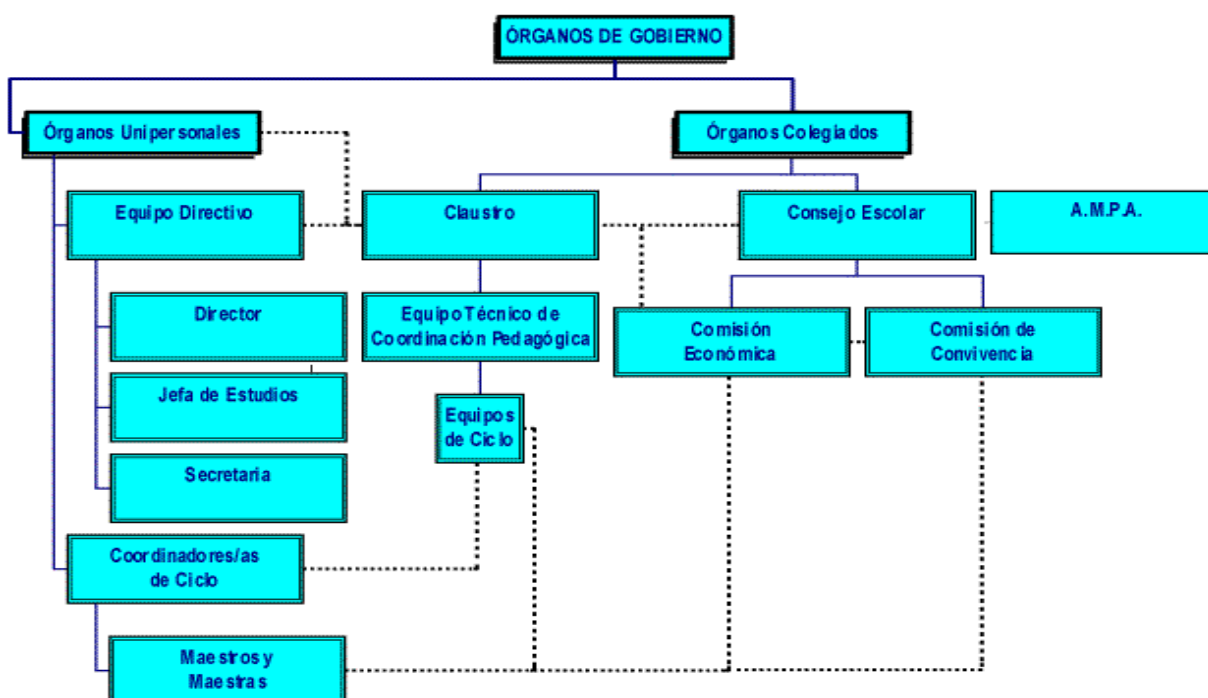 ÓRGANOS DE GOBIERNO
Órganos Unipersonales
Órganos Colegiados
Equipo Directivo
Claustro
Consejo Escolar
A.M.P.A.
Director
Equipo Técnico de
Coordinación Pedagógica
Comisión
Económica
Comisión de
Convivencia
Jefa de Estudios
Equipos
de Ciclo
Secretaria
Coordinadores/as
de Ciclo
Maestros y
Maestras